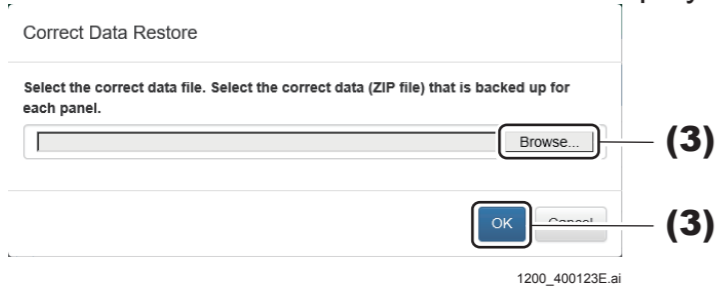 Correct Data Restore
Select the correct data file. Select the correct data (ZIP file) that is backed up for
each panel.
Browse... (3)
OK Cancel (3)
1200_400123E.ai